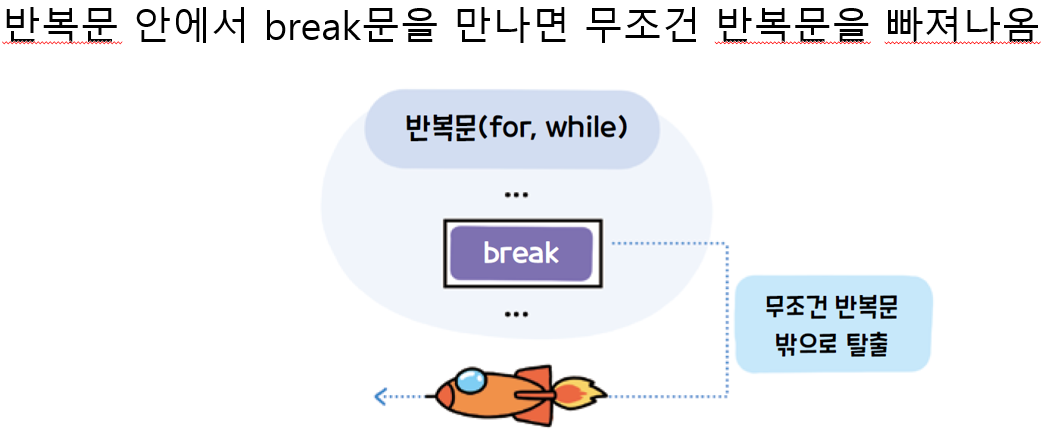 반복문 안에서 break문을 만나면 무조건 반복문을 빠져나옴
반복문(for, while)
...
break
...
무조건 반복문
밖으로 탈출